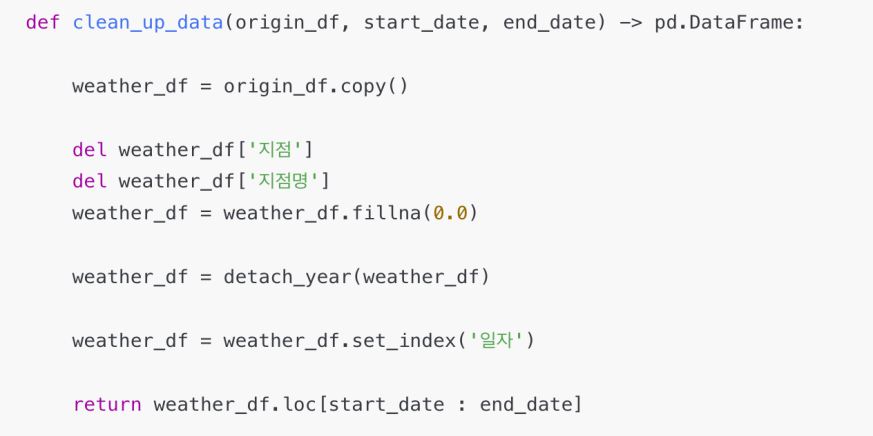 def clean_up_data(origin_df, start_date, end_date) -> pd.DataFrame:
weather_df = origin_df.copy()
del weather_df['지점']
del weather_df['지점명']
weather_df = weather_df.fillna(0.0)
weather_df = detach_year(weather_df)
weather_df = weather_df.set_index('일자')
return weather_df.loc[start_date : end_date]